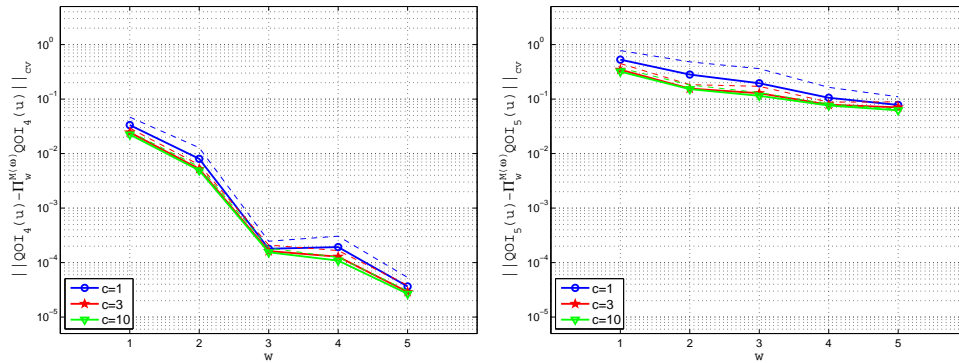 ||QOI_4(u)-Π_w^{M(ω)}QOI_4(u)||_{cv}
10^0
10^{-1}
10^{-2}
10^{-3}
10^{-4}
10^{-5}
1 2 3 4 5
w
c=1
c=3
c=10
||QOI_5(u)-Π_w^{M(ω)}QOI_5(u)||_{cv}
10^0
10^{-1}
10^{-2}
10^{-3}
10^{-4}
10^{-5}
1 2 3 4 5
w
c=1
c=3
c=10